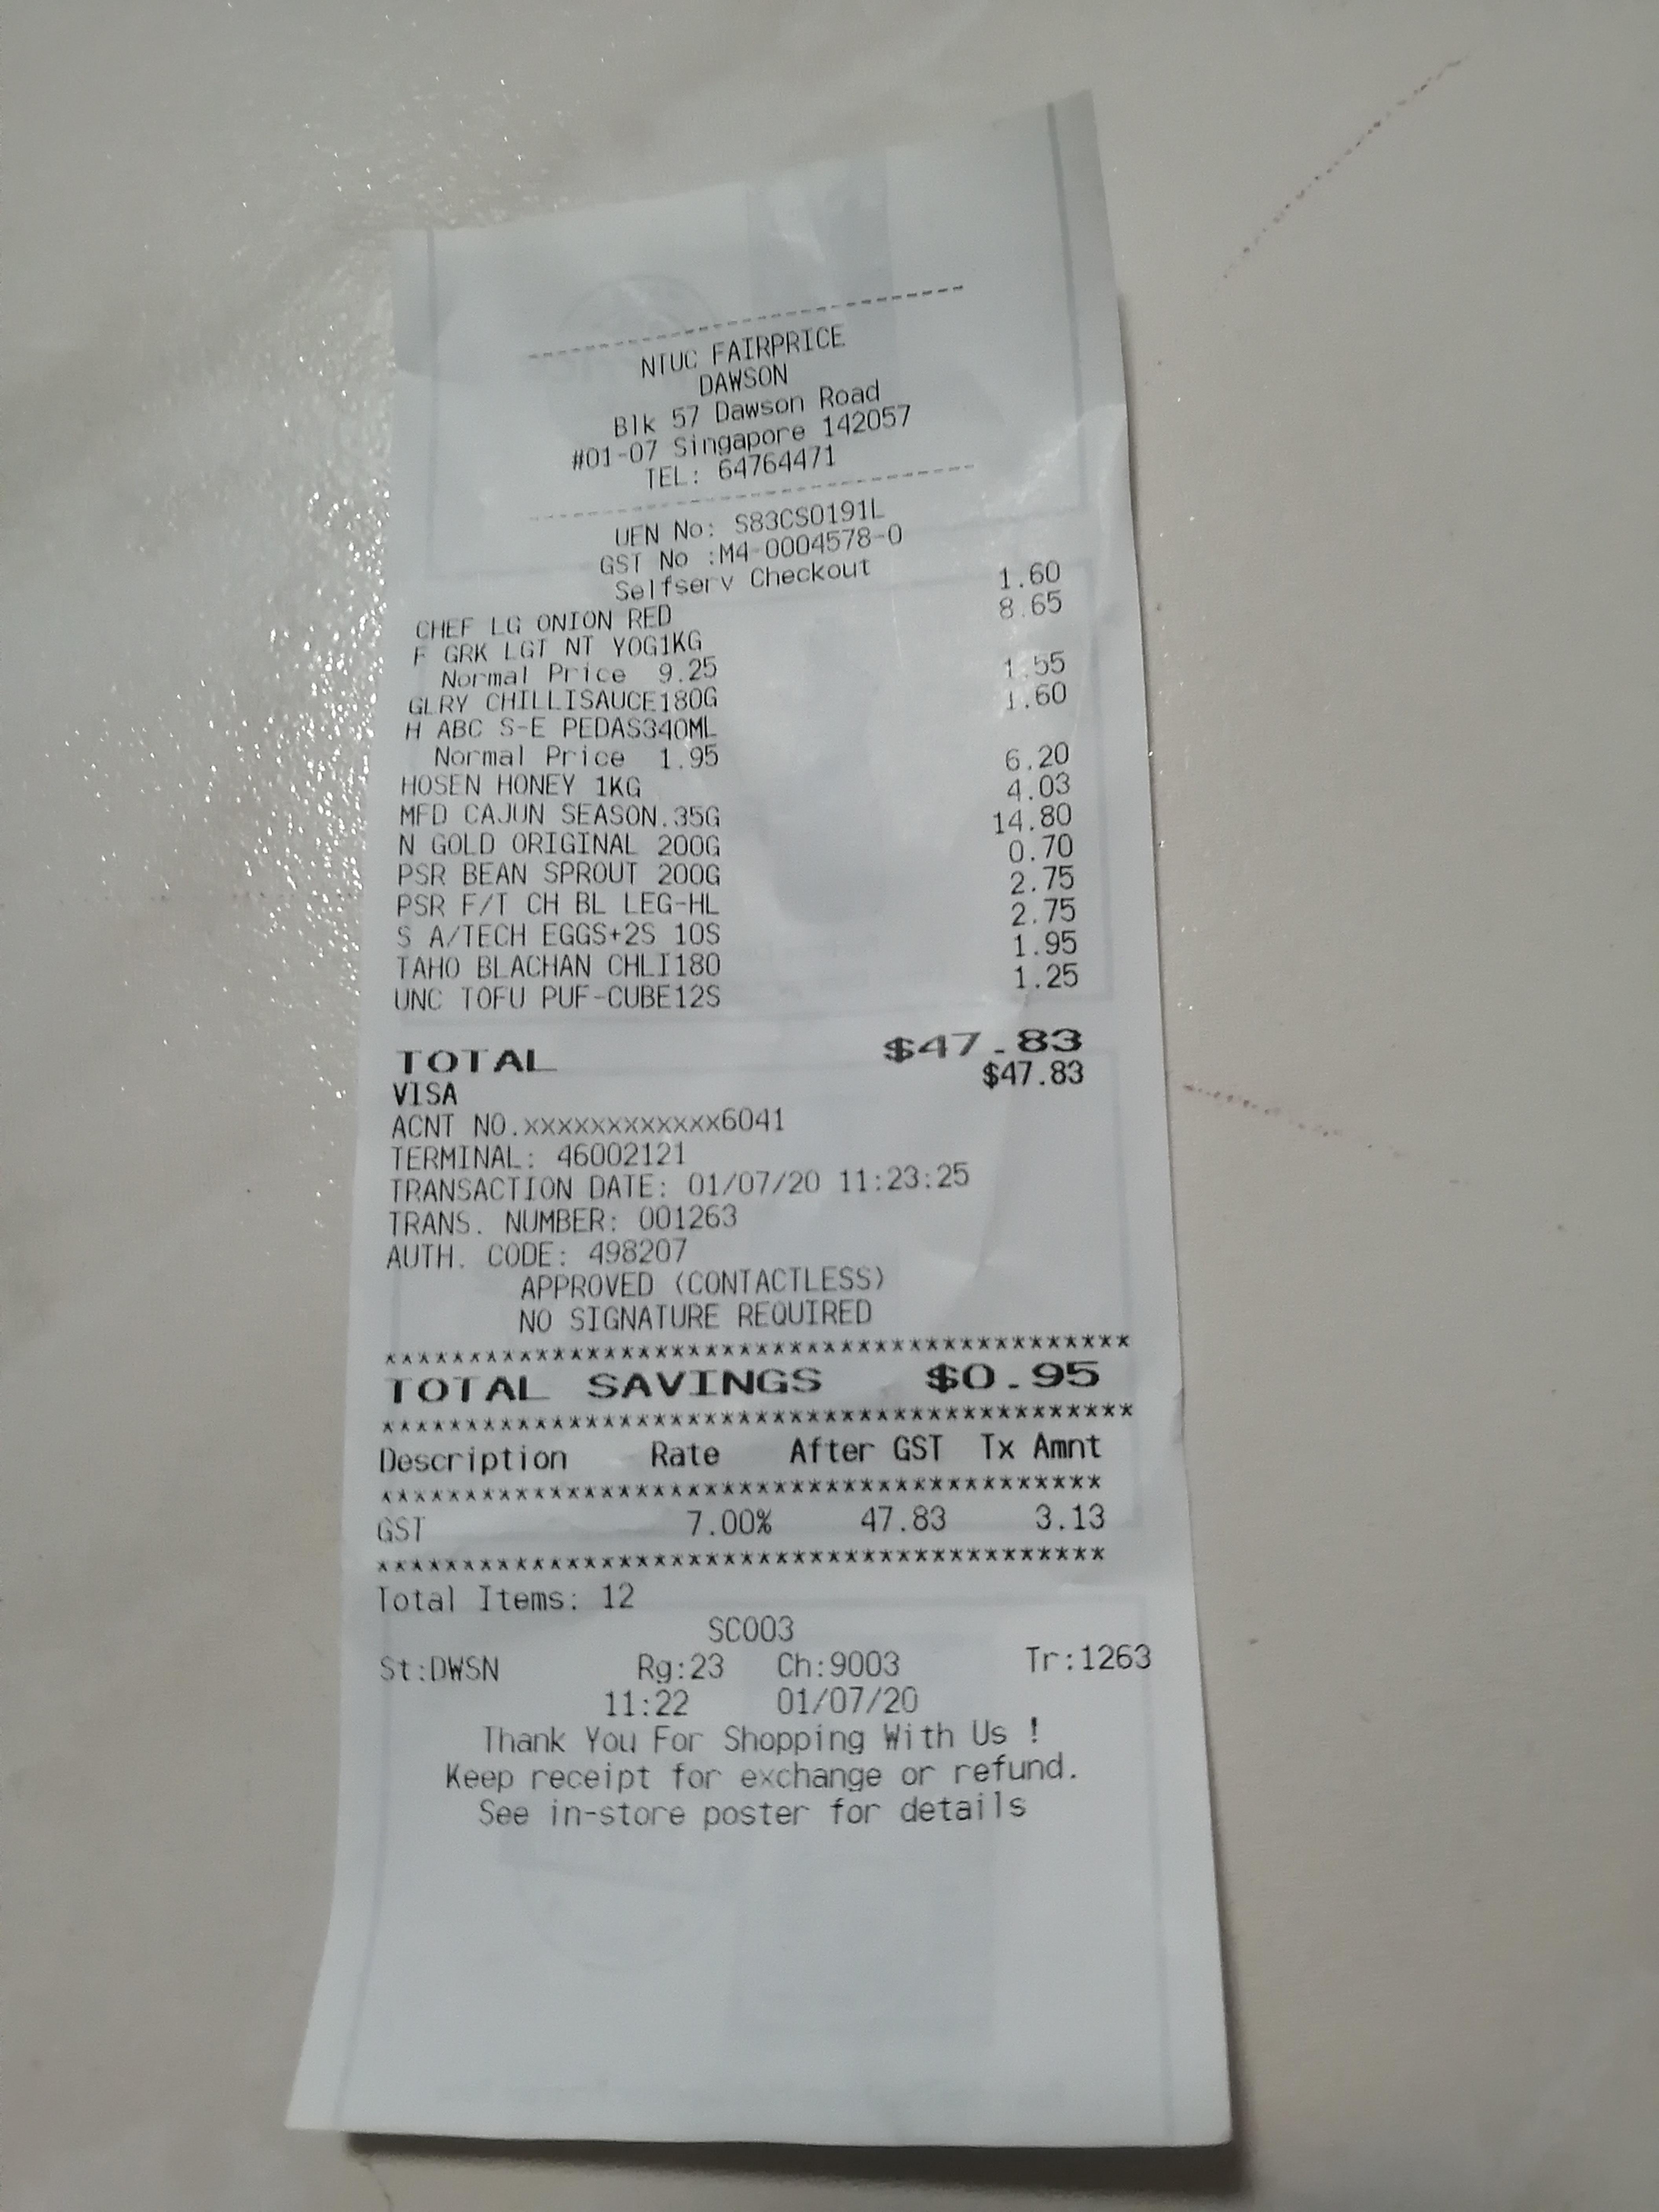 --------------------------------
NTUC FAIRPRICE
DAWSON
Blk 57 Dawson Road
#01-07 Singapore 142057
TEL: 64764471
--------------------------------
UEN No: S83CS0191L
GST No :M4-0004578-0
Selfserv Checkout
CHEF LG ONION RED 1.60
F GRK LGT NT YOG1KG 8.65
Normal Price 9.25
GLRY CHILLISAUCE180G 1.55
H ABC S-E PEDAS340ML 1.60
Normal Price 1.95
HOSEN HONEY 1KG 6.20
MFD CAJUN SEASON.35G 4.03
N GOLD ORIGINAL 200G 14.80
PSR BEAN SPROUT 200G 0.70
PSR F/T CH BL LEG-HL 2.75
S A/TECH EGGS+2S 10S 2.75
TAHO BLACHAN CHLI180 1.95
UNC TOFU PUF-CUBE12S 1.25
TOTAL $47.83
VISA $47.83
ACNT NO.xxxxxxxxxxxx6041
TERMINAL: 46002121
TRANSACTION DATE: 01/07/20 11:23:25
TRANS. NUMBER: 001263
AUTH. CODE: 498207
APPROVED (CONTACTLESS)
NO SIGNATURE REQUIRED
********************************************
TOTAL SAVINGS $0.95
********************************************
Description Rate After GST Tx Amnt
******************************************
GST 7.00% 47.83 3.13
******************************************
Total Items: 12
SC003
St:DWSN Rg:23 Ch:9003 Tr:1263
11:22 01/07/20
Thank You For Shopping With Us !
Keep receipt for exchange or refund.
See in-store poster for details